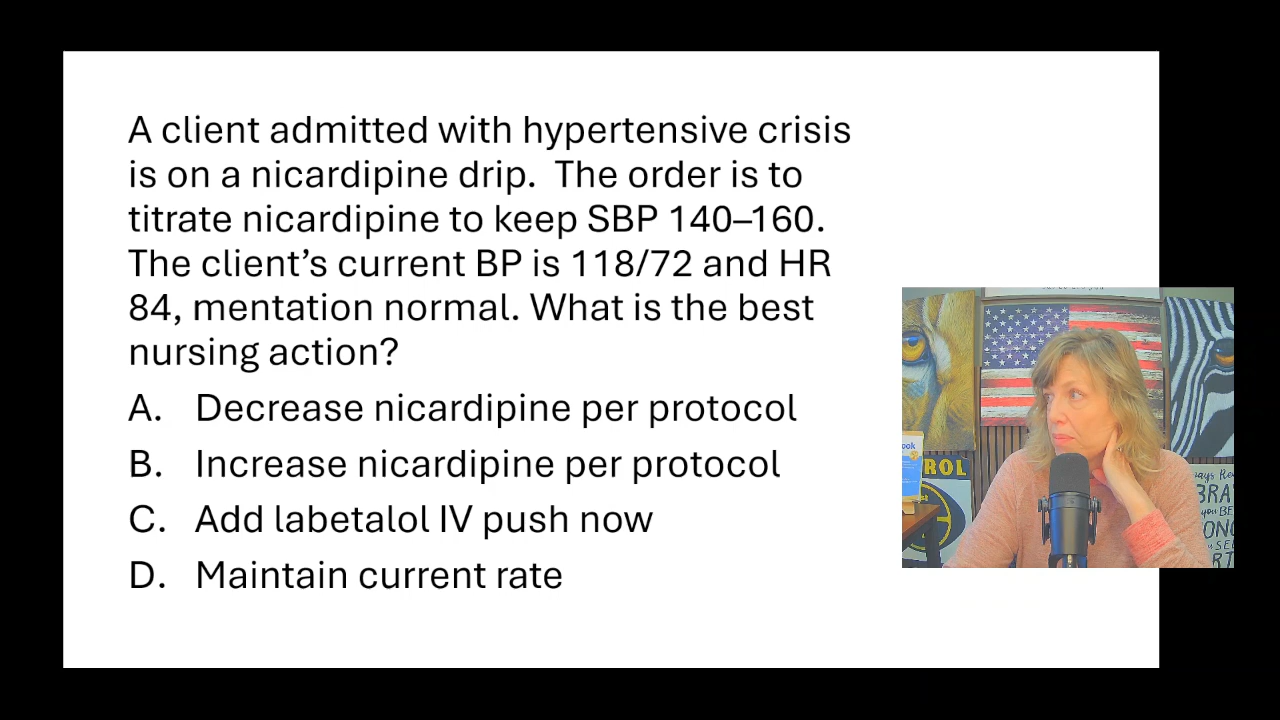 A client admitted with hypertensive crisis
is on a nicardipine drip.  The order is to
titrate nicardipine to keep SBP 140–160.
The client’s current BP is 118/72 and HR
84, mentation normal. What is the best
nursing action?
A. Decrease nicardipine per protocol
B. Increase nicardipine per protocol
C. Add labetalol IV push now
D. Maintain current rate
ook
ROL